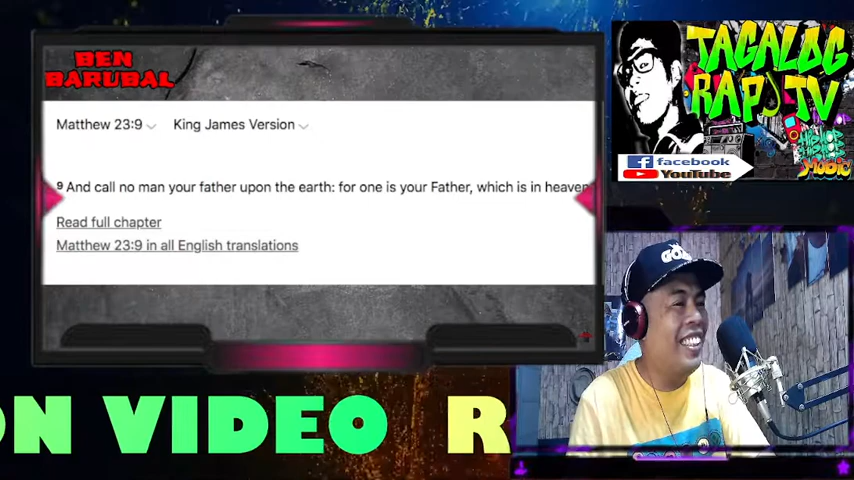 BEN
BARUBAL
Matthew 23:9
King James Version
9 And call no man your father upon the earth: for one is your Father, which is in heaven
Read full chapter
Matthew 23:9 in all English translations
TAGALOG
RAP TV
HIPHOP
MUSIC
facebook
YouTube
ON VIDEO R